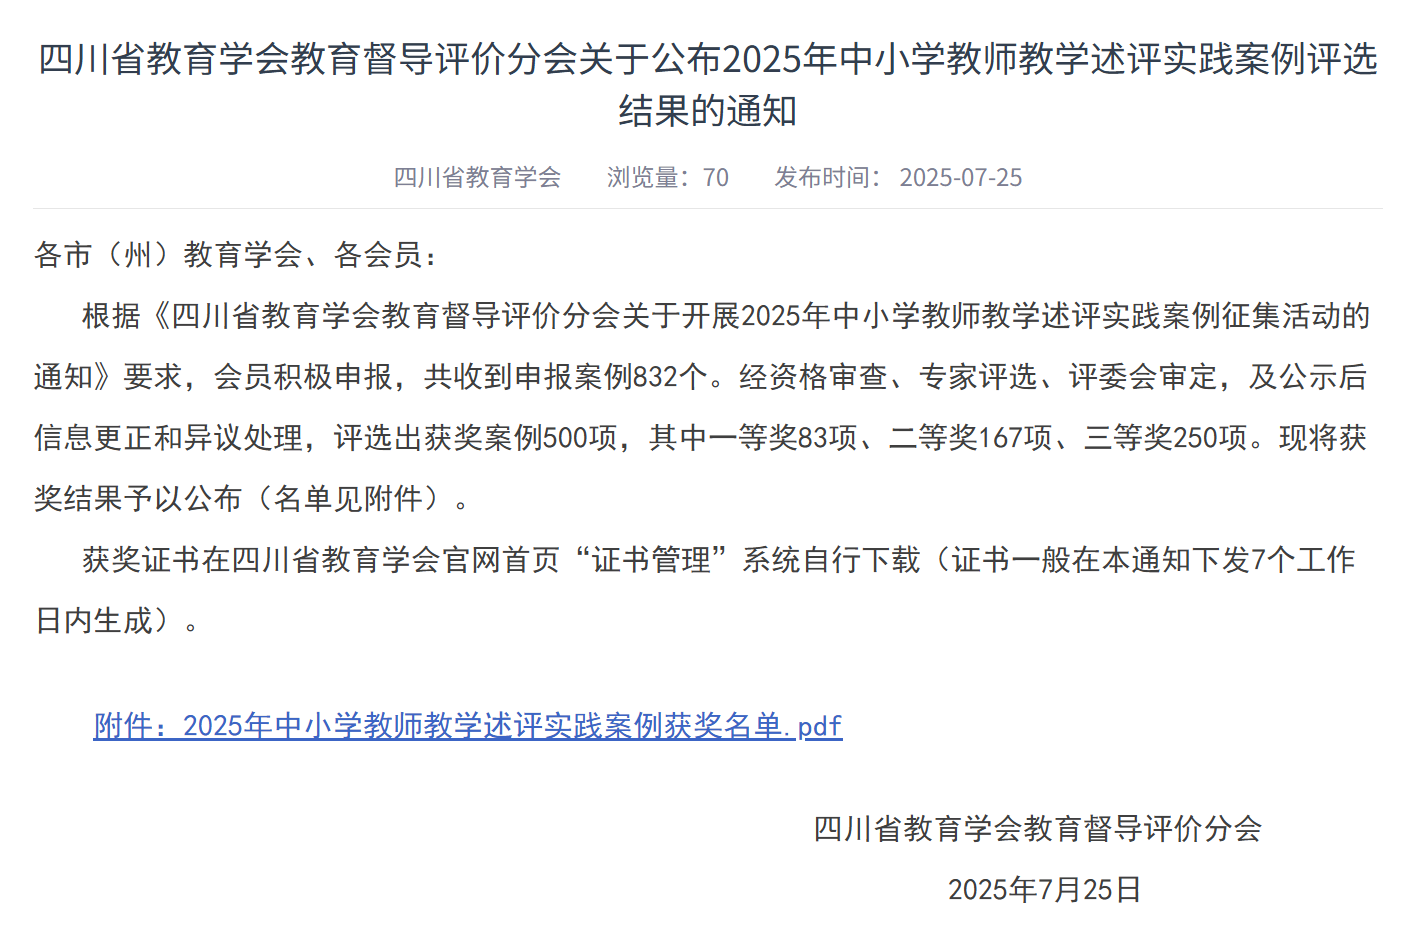 四川省教育学会教育督导评价分会关于公布2025年中小学教师教学述评实践案例评选
结果的通知
四川省教育学会 浏览量：70 发布时间： 2025-07-25
各市（州）教育学会、各会员：
根据《四川省教育学会教育督导评价分会关于开展2025年中小学教师教学述评实践案例征集活动的
通知》要求，会员积极申报，共收到申报案例832个。经资格审查、专家评选、评委会审定，及公示后
信息更正和异议处理，评选出获奖案例500项，其中一等奖83项、二等奖167项、三等奖250项。现将获
奖结果予以公布（名单见附件）。
获奖证书在四川省教育学会官网首页“证书管理”系统自行下载（证书一般在本通知下发7个工作
日内生成）。
附件：2025年中小学教师教学述评实践案例获奖名单.pdf
四川省教育学会教育督导评价分会
2025年7月25日